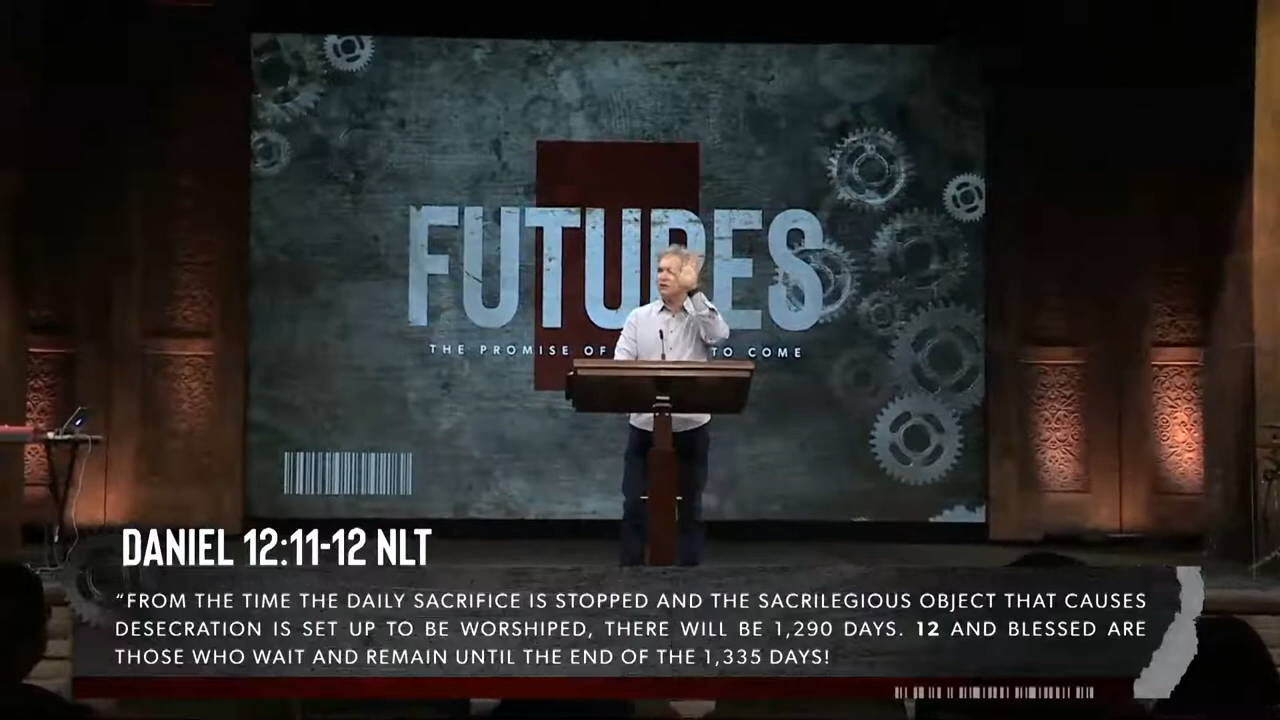 FUTURES
THE PROMISE OF TO COME
DANIEL 12:11-12 NLT
“FROM THE TIME THE DAILY SACRIFICE IS STOPPED AND THE SACRILEGIOUS OBJECT THAT CAUSES
DESECRATION IS SET UP TO BE WORSHIPED, THERE WILL BE 1,290 DAYS. 12 AND BLESSED ARE
THOSE WHO WAIT AND REMAIN UNTIL THE END OF THE 1,335 DAYS!